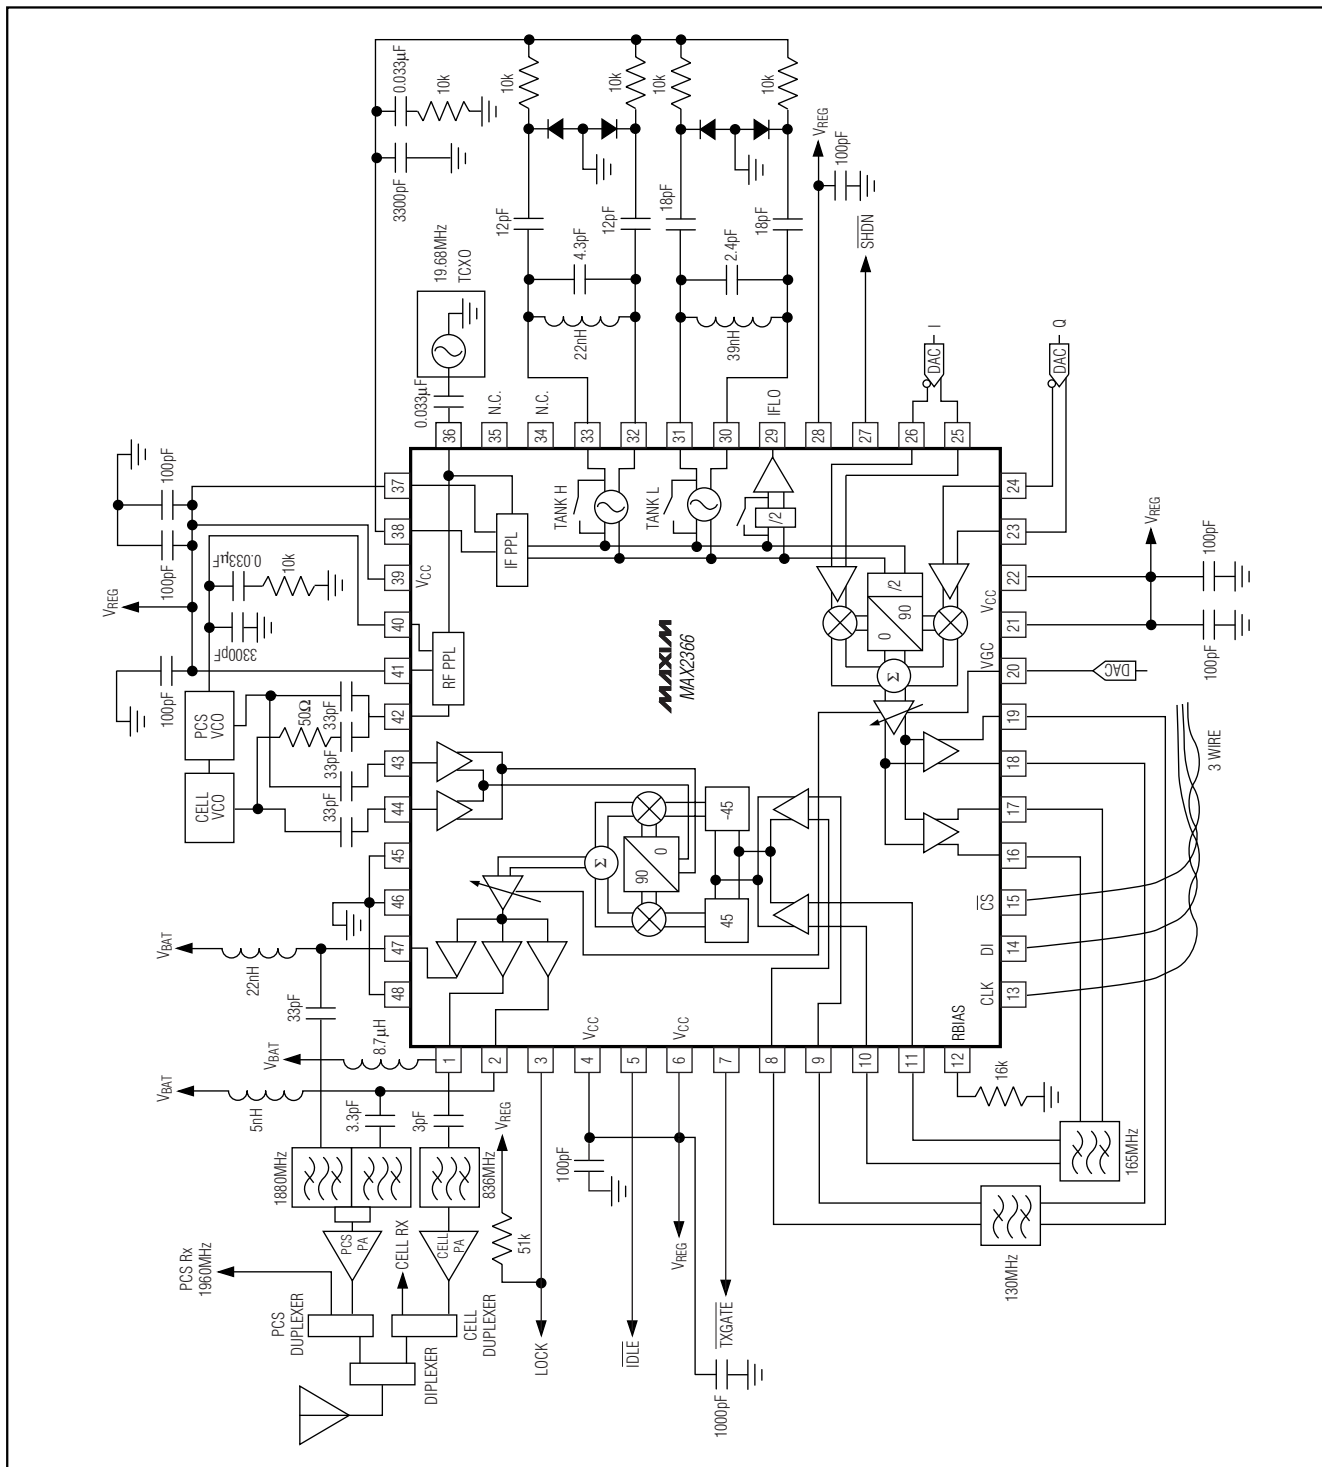 0.033µF
10k
3300pF
19.68MHz
TCXO
0.033µF
10k
10k
10k
10k
12pF
12pF
18pF
18pF
4.3pF
2.4pF
22nH
39nH
VREG
100pF
SHDN
DAC
I
DAC
Q
N.C.
N.C.
IFLO
36
35
34
33
32
31
30
29
28
27
26
25
100pF
100pF
VREG
0.033µF
10k
3300pF
100pF
PCS
VCO
CELL
VCO
50Ω
33pF
33pF
33pF
37
38
39
40
41
42
43
44
45
46
47
48
VCC
IF PPL
RF PPL
TANK H
TANK L
/2
/2
0
90
Σ
MAXIM
MAX2366
VCC
VGC
24
23
22
21
20
19
18
17
16
15
14
13
CS
DI
CLK
VREG
100pF
100pF
DAC
3 WIRE
-45
45
90
0
Σ
VBAT
22nH
33pF
VBAT
8.7µH
VBAT
5nH
3.3pF
3pF
1
2
3
4
5
6
7
8
9
10
11
12
VCC
VCC
RBIAS
16k
1880MHz
836MHz
VREG
51k
100pF
VREG
165MHz
130MHz
PCS
PA
CELL
PA
PCS Rx
1960MHz
CELL RX
PCS
DUPLEXER
CELL
DUPLEXER
DIPLEXER
LOCK
IDLE
TXGATE
1000pF